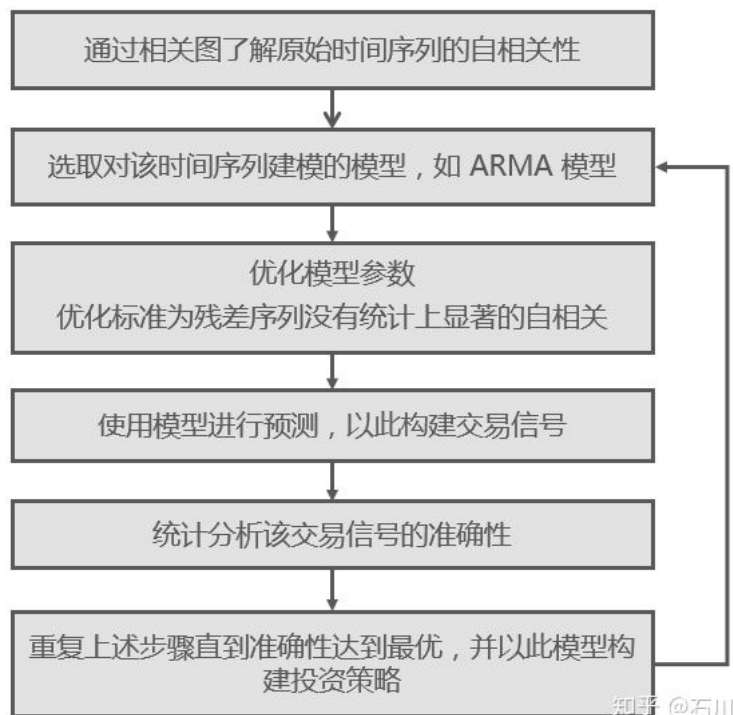 通过相关图了解原始时间序列的自相关性
选取对该时间序列建模的模型，如 ARMA 模型
优化模型参数
优化标准为残差序列没有统计上显著的自相关
使用模型进行预测，以此构建交易信号
统计分析该交易信号的准确性
重复上述步骤直到准确性达到最优，并以此模型构
建投资策略
知乎 @石川